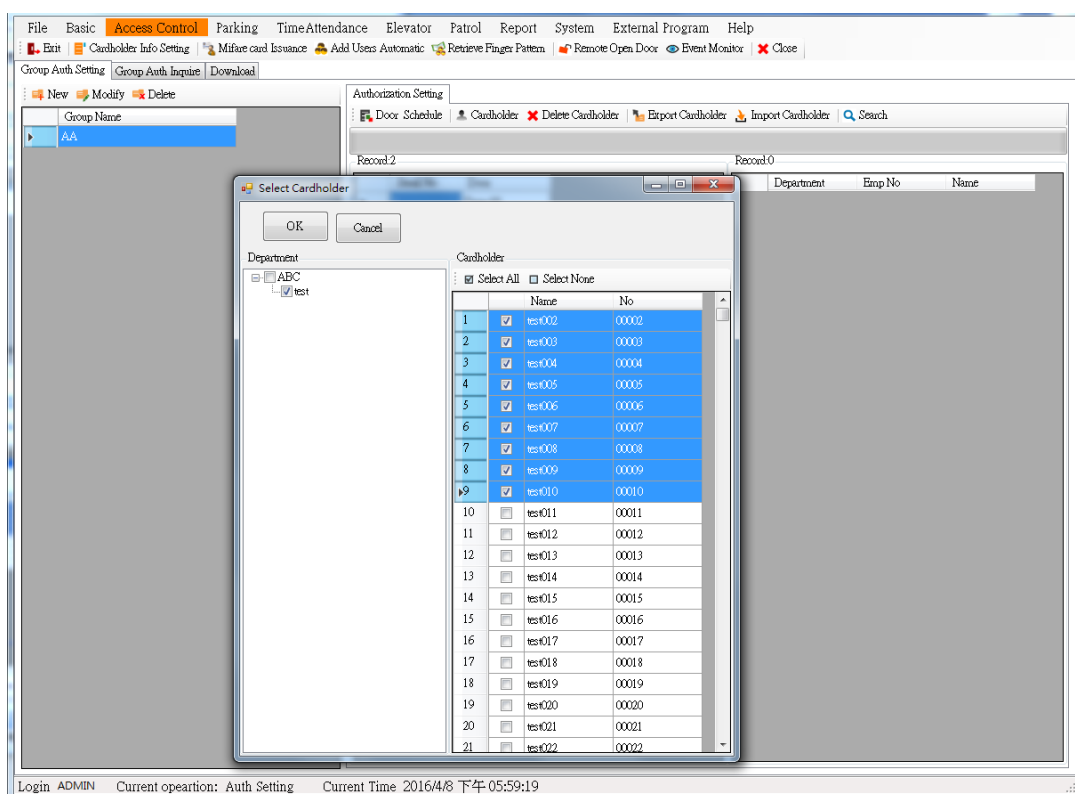 File Basic Access Control Parking TimeAttendance Elevator Patrol Report System External Program Help
Exit Cardholder Info Setting Mifare card Issuance Add Users Automatic Retrieve Finger Pattern Remote Open Door Event Monitor Close
Group Auth Setting Group Auth Inquire Download
New Modify Delete
Authorization Setting
Group Name
Door Schedule Cardholder Delete Cardholder Export Cardholder Import Cardholder Search
AA
Record:2 Record:0
Department Emp No Name
Select Cardholder
OK Cancel
Department Cardholder
ABC
test
Select All Select None
Name No
1 test002 00002
2 test003 00003
3 test004 00004
4 test005 00005
5 test006 00006
6 test007 00007
7 test008 00008
8 test009 00009
9 test010 00010
10 test011 00011
11 test012 00012
12 test013 00013
13 test014 00014
14 test015 00015
15 test016 00016
16 test017 00017
17 test018 00018
18 test019 00019
19 test020 00020
20 test021 00021
21 test022 00022
Login ADMIN Current opeartion: Auth Setting Current Time 2016/4/8 下午 05:59:19